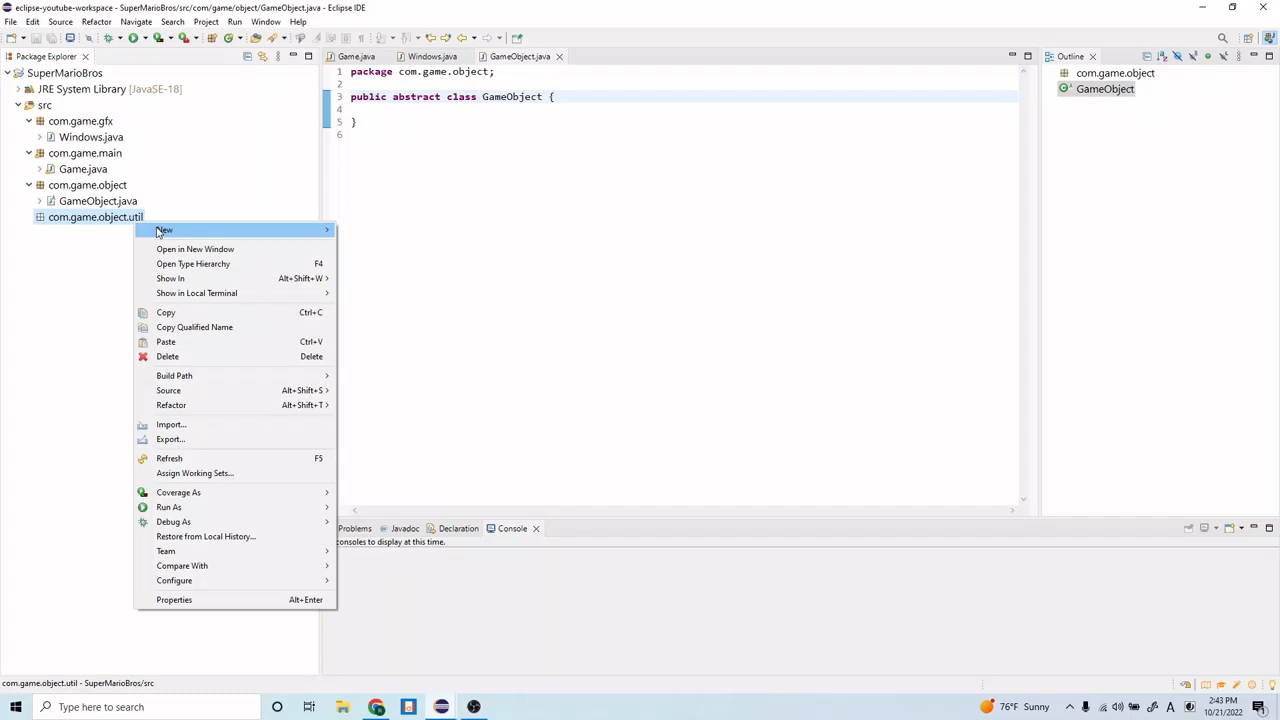 eclipse-youtube-workspace - SuperMarioBros/src/com/game/object/GameObject.java - Eclipse IDE
File Edit Source Refactor Navigate Search Project Run Window Help
Package Explorer
Game.java Windows.java GameObject.java
Outline
SuperMarioBros
JRE System Library [JavaSE-18]
src
com.game.gfx
Windows.java
com.game.main
Game.java
com.game.object
GameObject.java
com.game.object.util
1 package com.game.object;
2
3 public abstract class GameObject {
4
5 }
6
com.game.object
GameObject
New
Open in New Window
Open Type Hierarchy F4
Show In Alt+Shift+W
Show in Local Terminal
Copy Ctrl+C
Copy Qualified Name
Paste Ctrl+V
Delete Delete
Build Path
Source Alt+Shift+S
Refactor Alt+Shift+T
Import...
Export...
Refresh F5
Assign Working Sets...
Coverage As
Run As
Debug As
Restore from Local History...
Team
Compare With
Configure
Properties Alt+Enter
Problems Javadoc Declaration Console
consoles to display at this time.
com.game.object.util - SuperMarioBros/src
Type here to search
76°F Sunny
A
2:43 PM
10/21/2022